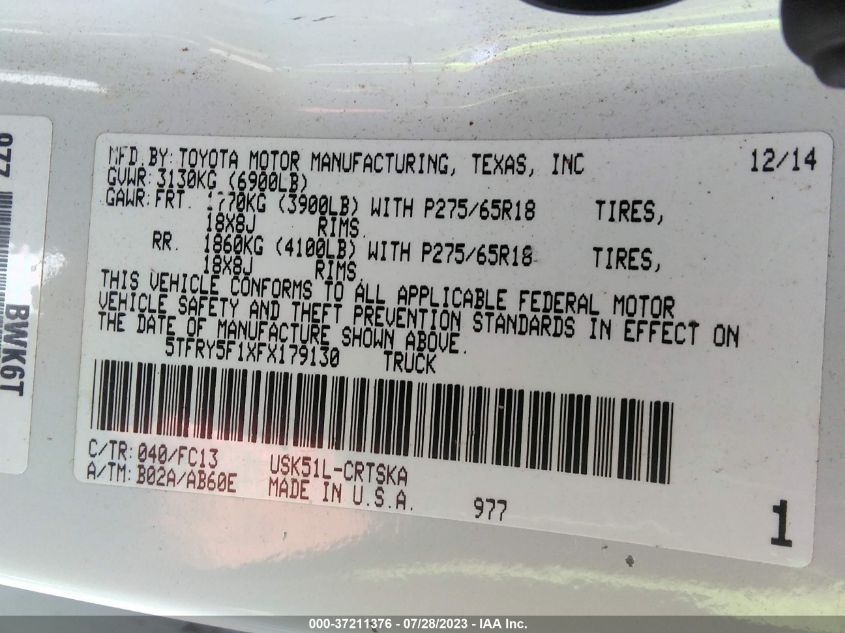 MFD.BY:TOYOTA MOTOR MANUFACTURING, TEXAS, INC 12/14
GVWR:3130KG (6900LB)
GAWR:FRT. 1770KG (3900LB) WITH P275/65R18 TIRES,
18X8J RIMS
RR. 1860KG (4100LB) WITH P275/65R18 TIRES,
18X8J RIMS
THIS VEHICLE CONFORMS TO ALL APPLICABLE FEDERAL MOTOR
VEHICLE SAFETY AND THEFT PREVENTION STANDARDS IN EFFECT ON
THE DATE OF MANUFACTURE SHOWN ABOVE.
5TFRY5F1XFX179130 TRUCK
C/TR:040/FC13 USK51L-CRTSKA
A/TM:B02A/AB60E MADE IN U.S.A. 977
1
977
BWK6T
000-37211376 - 07/28/2023 - IAA Inc.